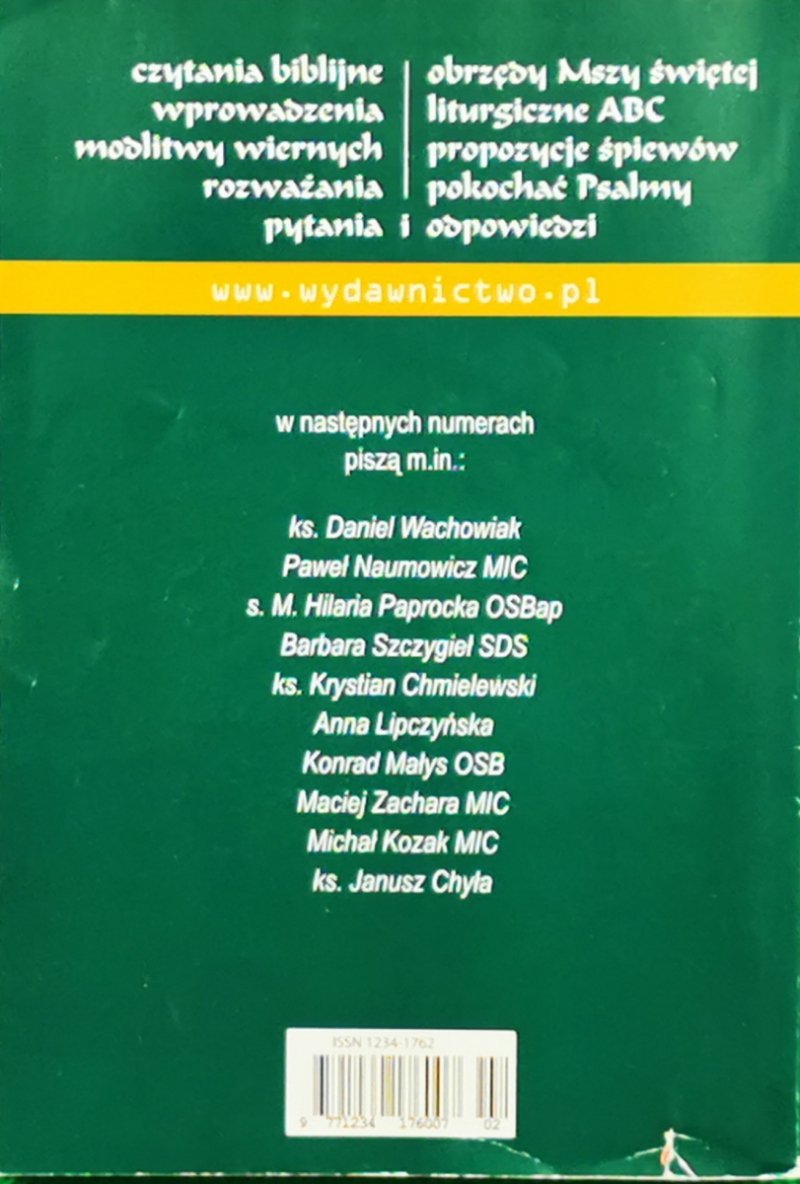 czytania biblijne | obrzędy Mszy świętej
wprowadzenia | liturgiczne ABC
modlitwy wiernych | propozycje śpiewów
rozważania | pokochać Psalmy
pytania i odpowiedzi
www.wydawnictwo.pl
w następnych numerach
piszą m.in.:
ks. Daniel Wachowiak
Paweł Naumowicz MIC
s. M. Hilaria Paprocka OSBap
Barbara Szczygieł SDS
ks. Krystian Chmielewski
Anna Lipczyńska
Konrad Małys OSB
Maciej Zachara MIC
Michał Kozak MIC
ks. Janusz Chyła
ISSN 1234-1762
9 771234 176007 02